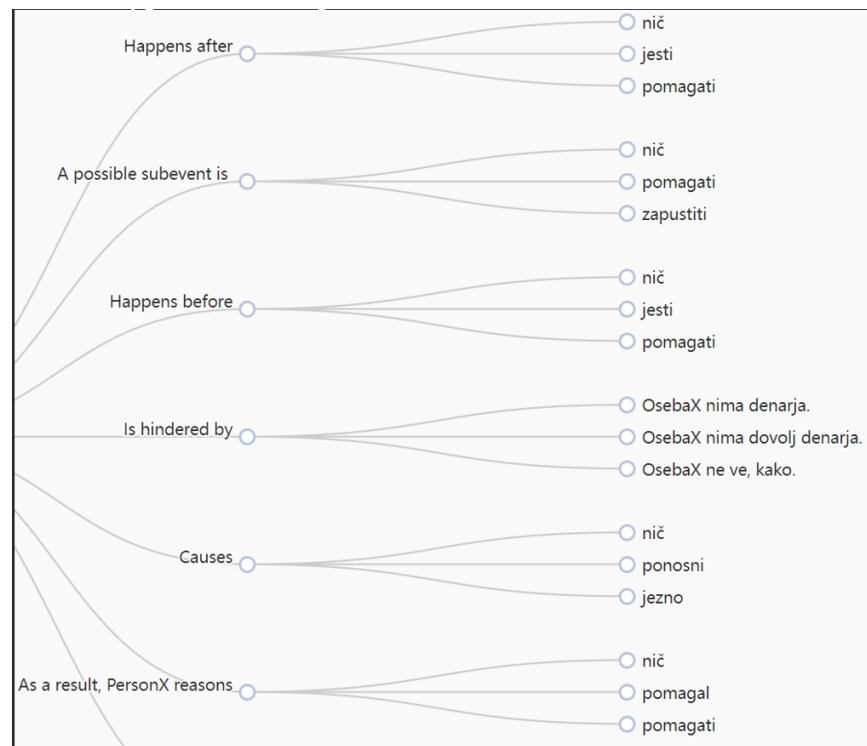 Happens after
nič
jesti
pomagati
A possible subevent is
nič
pomagati
zapustiti
Happens before
nič
jesti
pomagati
Is hindered by
OsebaX nima denarja.
OsebaX nima dovolj denarja.
OsebaX ne ve, kako.
Causes
nič
ponosni
jezno
As a result, PersonX reasons
nič
pomagal
pomagati